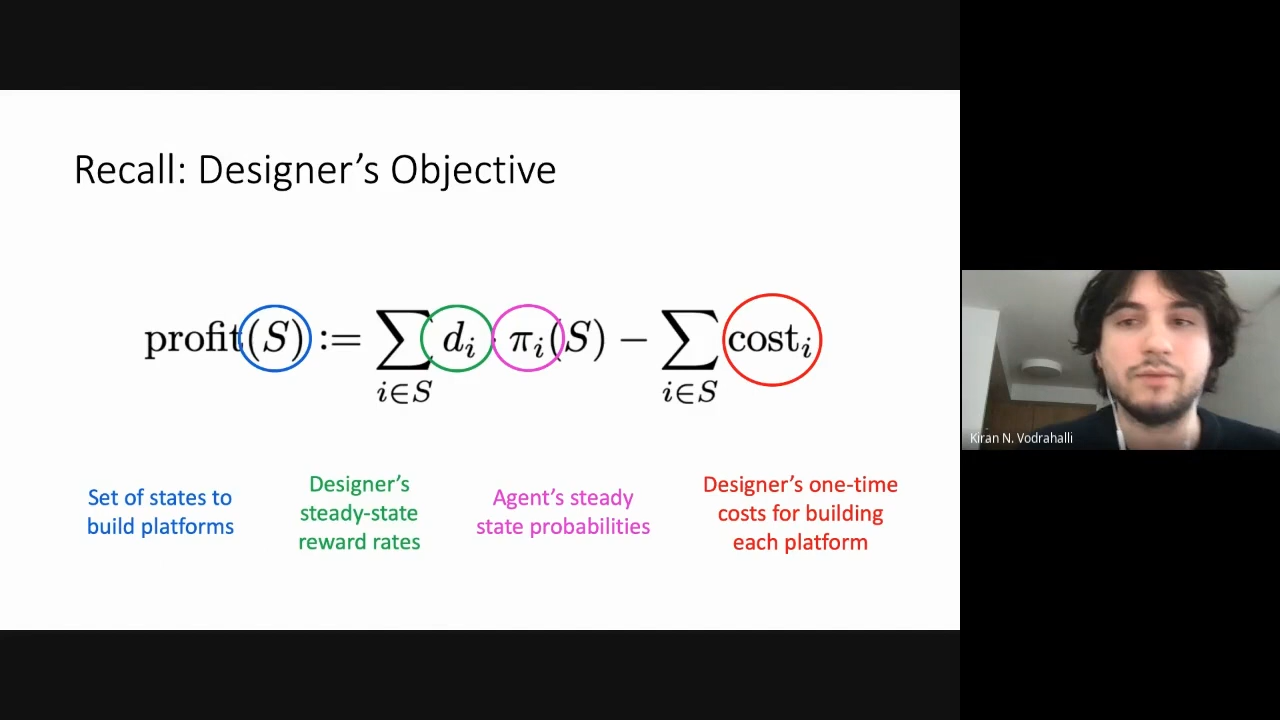 Recall: Designer's Objective
profit(S) := ∑_{i∈S} d_i · π_i(S) − ∑_{i∈S} cost_i
Set of states to
build platforms
Designer's
steady-state
reward rates
Agent's steady
state probabilities
Designer's one-time
costs for building
each platform
Kiran N. Vodrahalli